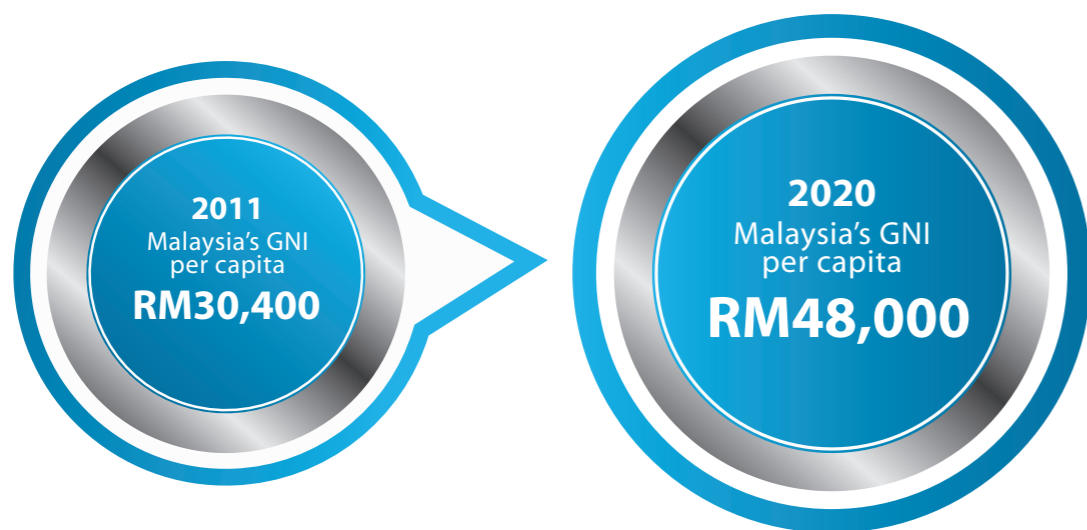 2011
Malaysia’s GNI
per capita
RM30,400
2020
Malaysia’s GNI
per capita
RM48,000